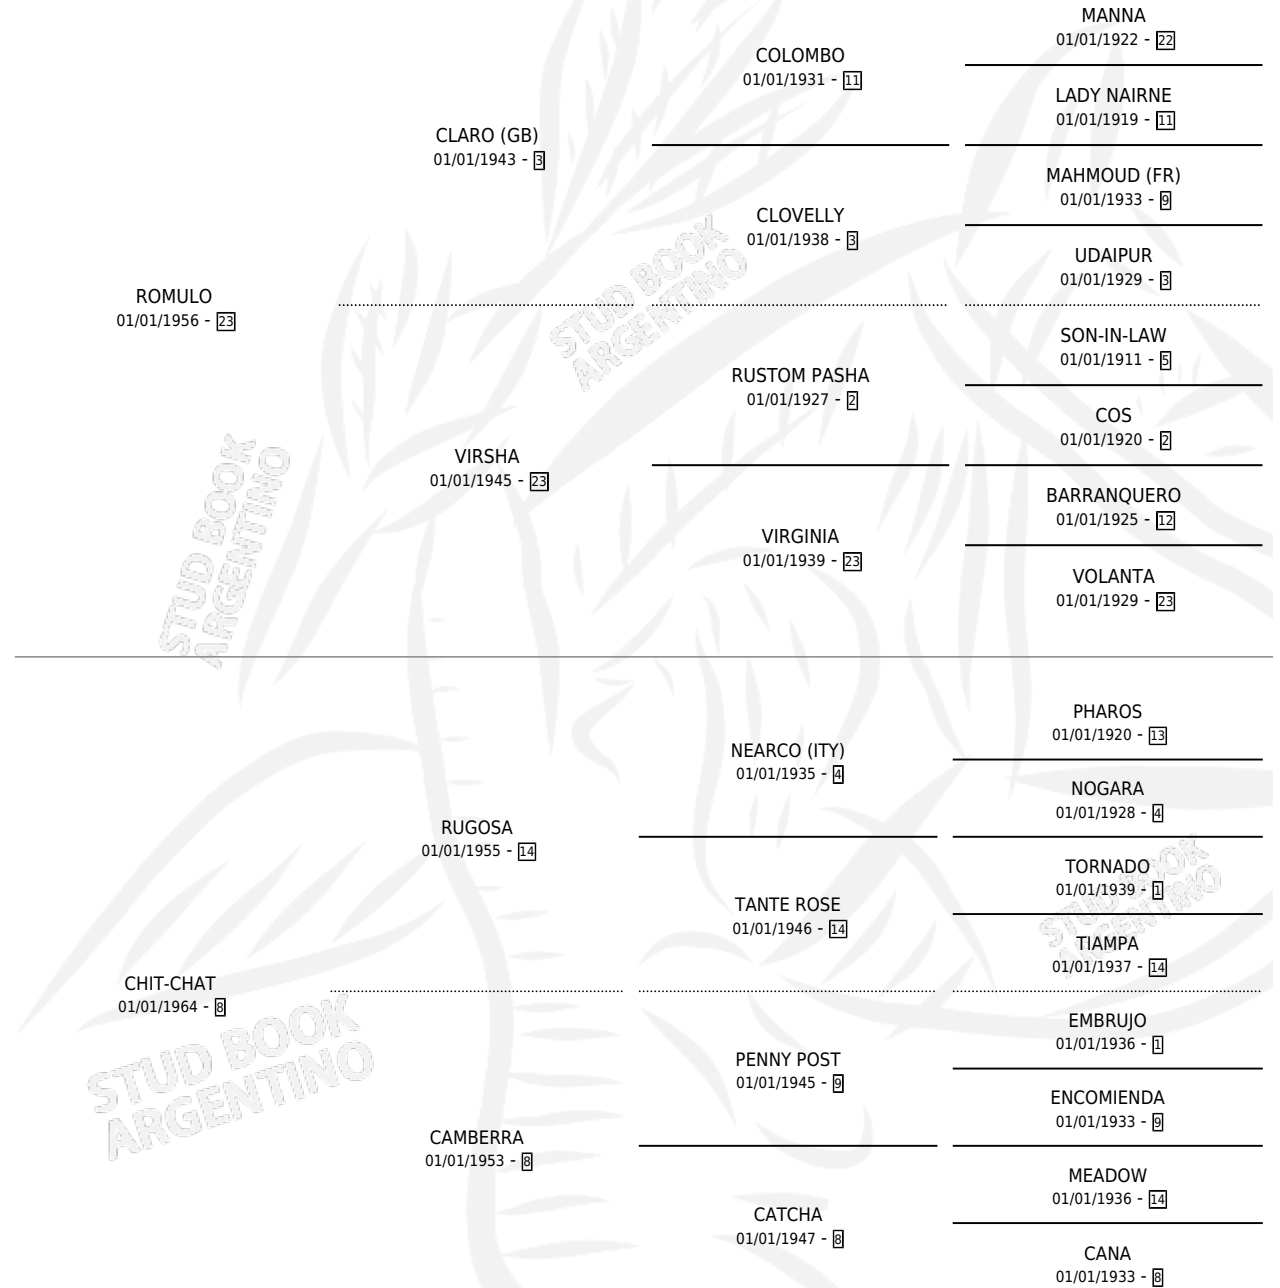 MANNA
01/01/1922 - 22
COLOMBO
01/01/1931 - 11
LADY NAIRNE
01/01/1919 - 11
CLARO (GB)
01/01/1943 - 3
MAHMOUD (FR)
01/01/1933 - 9
CLOVELLY
01/01/1938 - 3
UDAIPUR
01/01/1929 - 3
ROMULO
01/01/1956 - 23
STUD BOOK
ARGENTINO
SON-IN-LAW
01/01/1911 - 5
RUSTOM PASHA
01/01/1927 - 2
COS
01/01/1920 - 2
VIRSHA
01/01/1945 - 23
BARRANQUERO
01/01/1925 - 12
VIRGINIA
01/01/1939 - 23
VOLANTA
01/01/1929 - 23
STUD BOOK
ARGENTINO
PHAROS
01/01/1920 - 13
NEARCO (ITY)
01/01/1935 - 4
NOGARA
01/01/1928 - 4
RUGOSA
01/01/1955 - 14
TORNADO
01/01/1939 - 1
TANTE ROSE
01/01/1946 - 14
STUD BOOK
ARGENTINO
TIAMPA
01/01/1937 - 14
CHIT-CHAT
01/01/1964 - 8
EMBRUJO
01/01/1936 - 1
PENNY POST
01/01/1945 - 9
STUD BOOK
ARGENTINO
ENCOMIENDA
01/01/1933 - 9
CAMBERRA
01/01/1953 - 8
MEADOW
01/01/1936 - 14
CATCHA
01/01/1947 - 8
CANA
01/01/1933 - 8